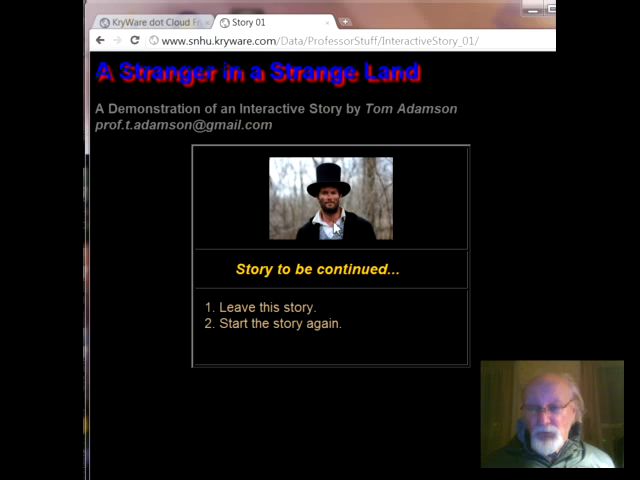 KryWare dot Cloud Fr
Story 01
www.snhu.kryware.com/Data/ProfessorStuff/InteractiveStory_01/
A Stranger in a Strange Land
A Demonstration of an Interactive Story by Tom Adamson
prof.t.adamson@gmail.com
Story to be continued...
1. Leave this story.
2. Start the story again.